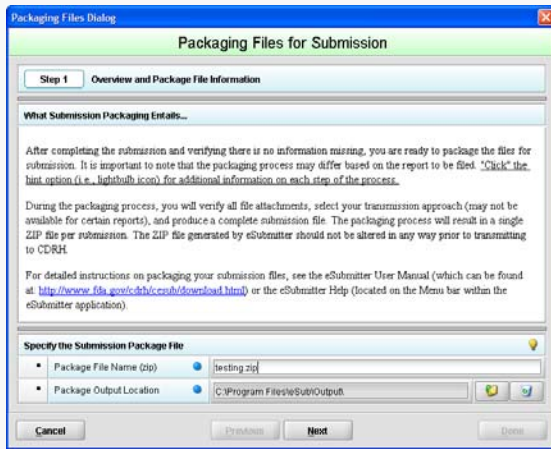 Packaging Files Dialog
Packaging Files for Submission
Step 1 Overview and Package File Information
What Submission Packaging Entails...
After completing the submission and verifying there is no information missing, you are ready to package the files for
submission. It is important to note that the packaging process may differ based on the report to be filed. "Click" the
hint option (i.e., lightbulb icon) for additional information on each step of the process.
During the packaging process, you will verify all file attachments, select your transmission approach (may not be
available for certain reports), and produce a complete submission file. The packaging process will result in a single
ZIP file per submission. The ZIP file generated by eSubmitter should not be altered in any way prior to transmitting
to CDRH.
For detailed instructions on packaging your submission files, see the eSubmitter User Manual (which can be found
at: http://www.fda.gov/cdrh/cesub/download.html) or the eSubmitter Help (located on the Menu bar within the
eSubmitter application).
Specify the Submission Package File
Package File Name (zip) testing.zip
Package Output Location C:\Program Files\eSub\Output\
Cancel Previous Next Done